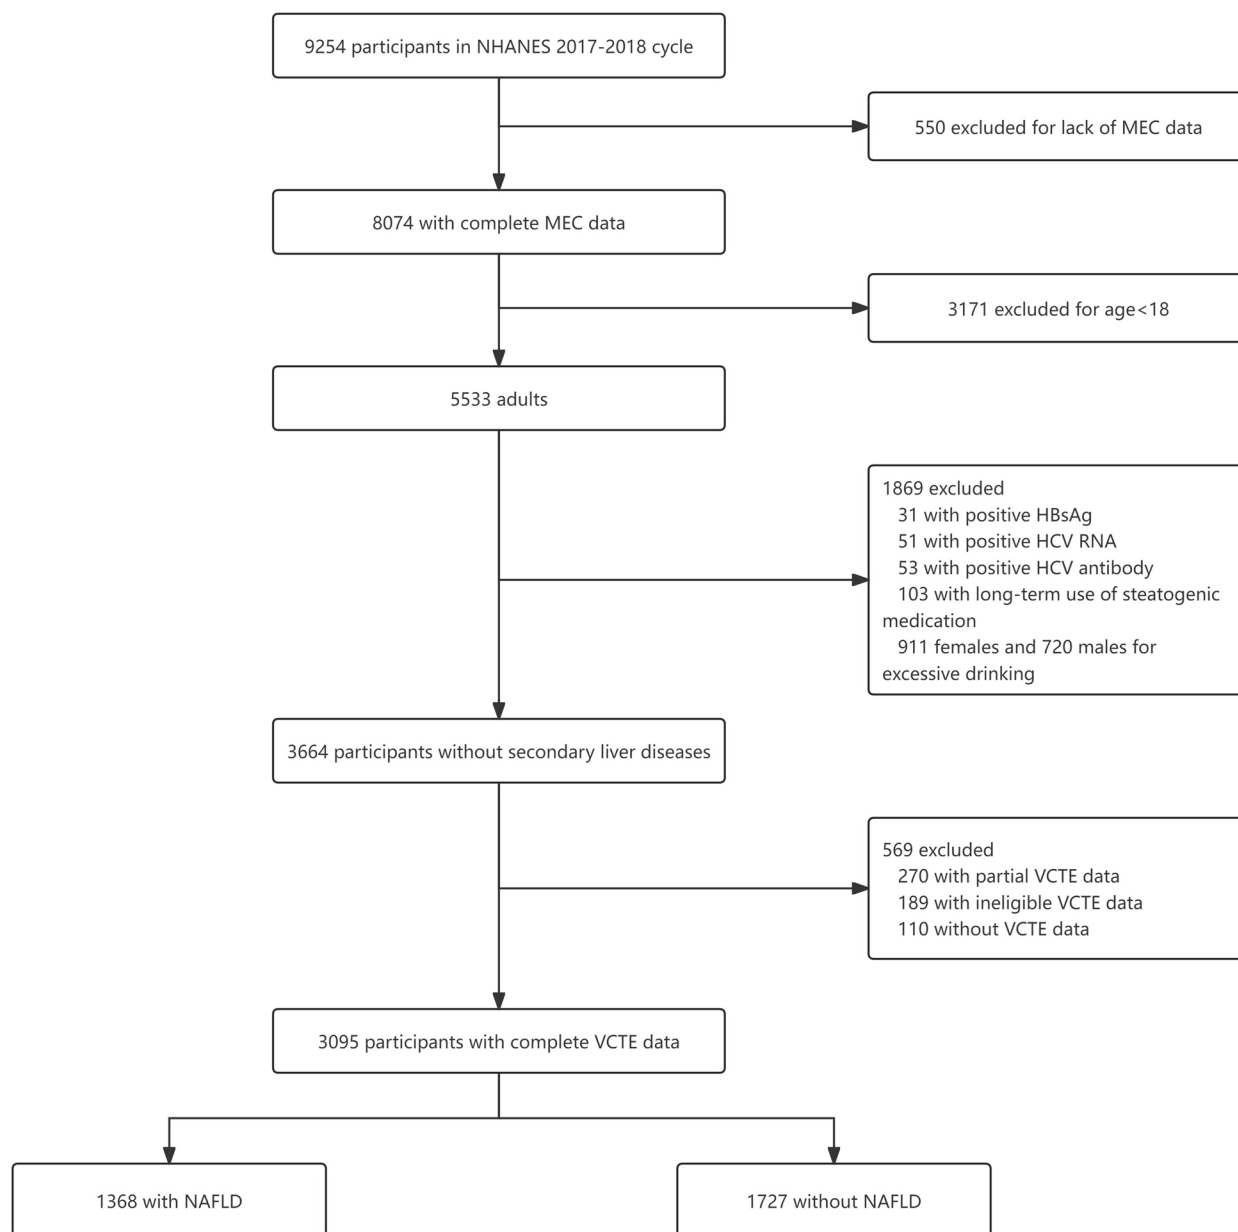 9254 participants in NHANES 2017-2018 cycle
550 excluded for lack of MEC data
8074 with complete MEC data
3171 excluded for age<18
5533 adults
1869 excluded
31 with positive HBsAg
51 with positive HCV RNA
53 with positive HCV antibody
103 with long-term use of steatogenic
medication
911 females and 720 males for
excessive drinking
3664 participants without secondary liver diseases
569 excluded
270 with partial VCTE data
189 with ineligible VCTE data
110 without VCTE data
3095 participants with complete VCTE data
1368 with NAFLD
1727 without NAFLD